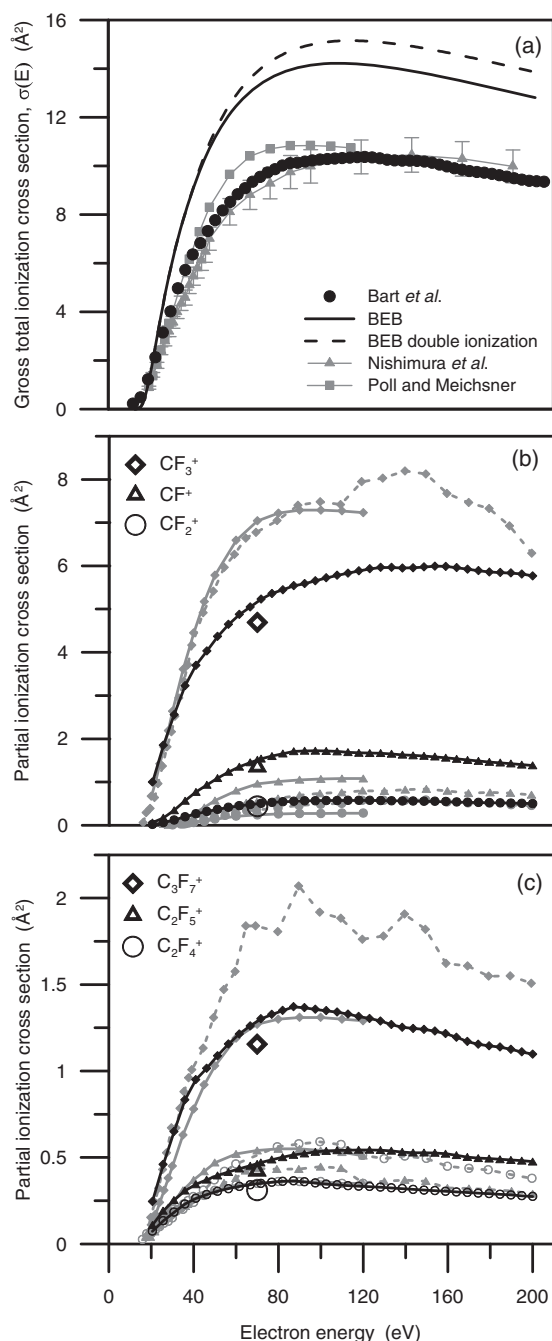 (a)
Gross total ionization cross section, σ(E) (Å²)
16
12
8
4
0
Bart et al.
BEB
BEB double ionization
Nishimura et al.
Poll and Meichsner
(b)
Partial ionization cross section (Å²)
CF₃⁺
CF⁺
CF₂⁺
8
6
4
2
0
(c)
Partial ionization cross section (Å²)
C₃F₇⁺
C₂F₅⁺
C₂F₄⁺
2
1.5
1
0.5
0
0 40 80 120 160 200
Electron energy (eV)